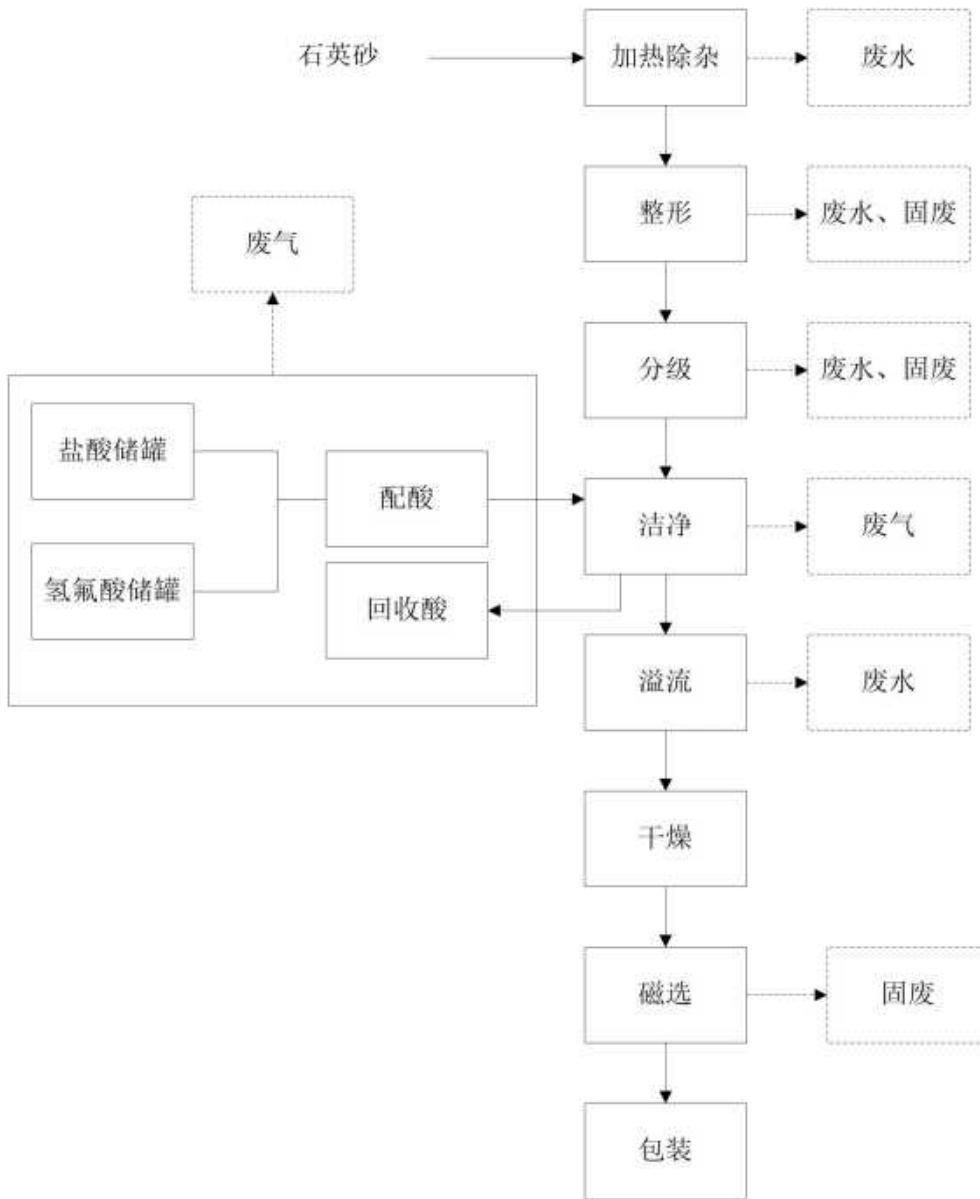 石英砂
加热除杂
废水
整形
废水、固废
废气
分级
废水、固废
盐酸储罐
配酸
洁净
废气
氢氟酸储罐
回收酸
溢流
废水
干燥
磁选
固废
包装